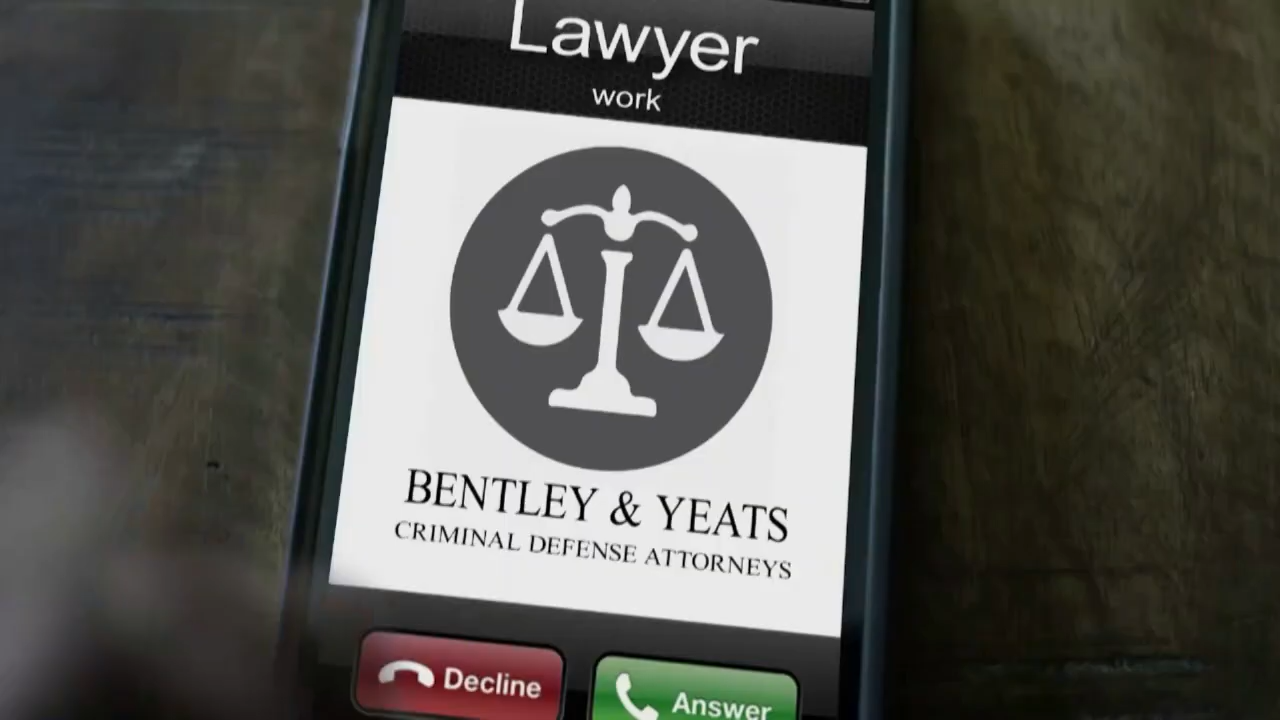 Lawyer
work
BENTLEY & YEATS
CRIMINAL DEFENSE ATTORNEYS
Decline
Answer